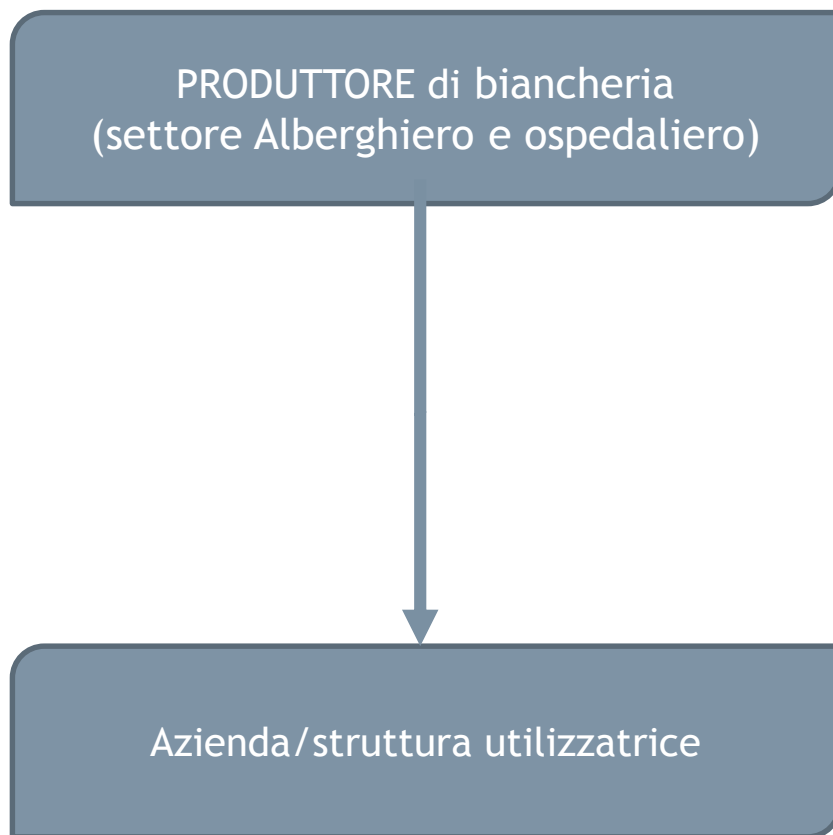 PRODUTTORE di biancheria
(settore Alberghiero e ospedaliero)
Azienda/struttura utilizzatrice